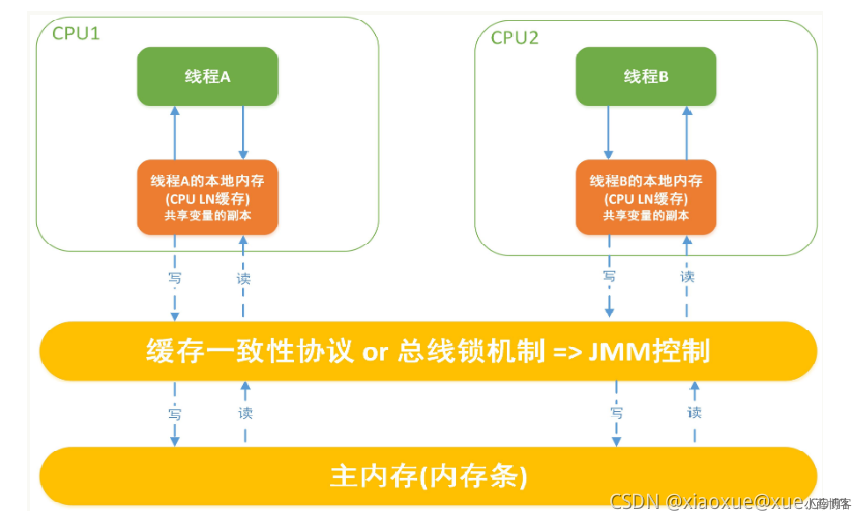 CPU1
CPU2
线程A
线程B
线程A的本地内存
(CPU LN缓存)
共享变量的副本
线程B的本地内存
(CPU LN缓存)
共享变量的副本
写
读
写
读
缓存一致性协议 or 总线锁机制 => JMM控制
写
读
写
读
主内存(内存条)
CSDN @xiaoxue@xue